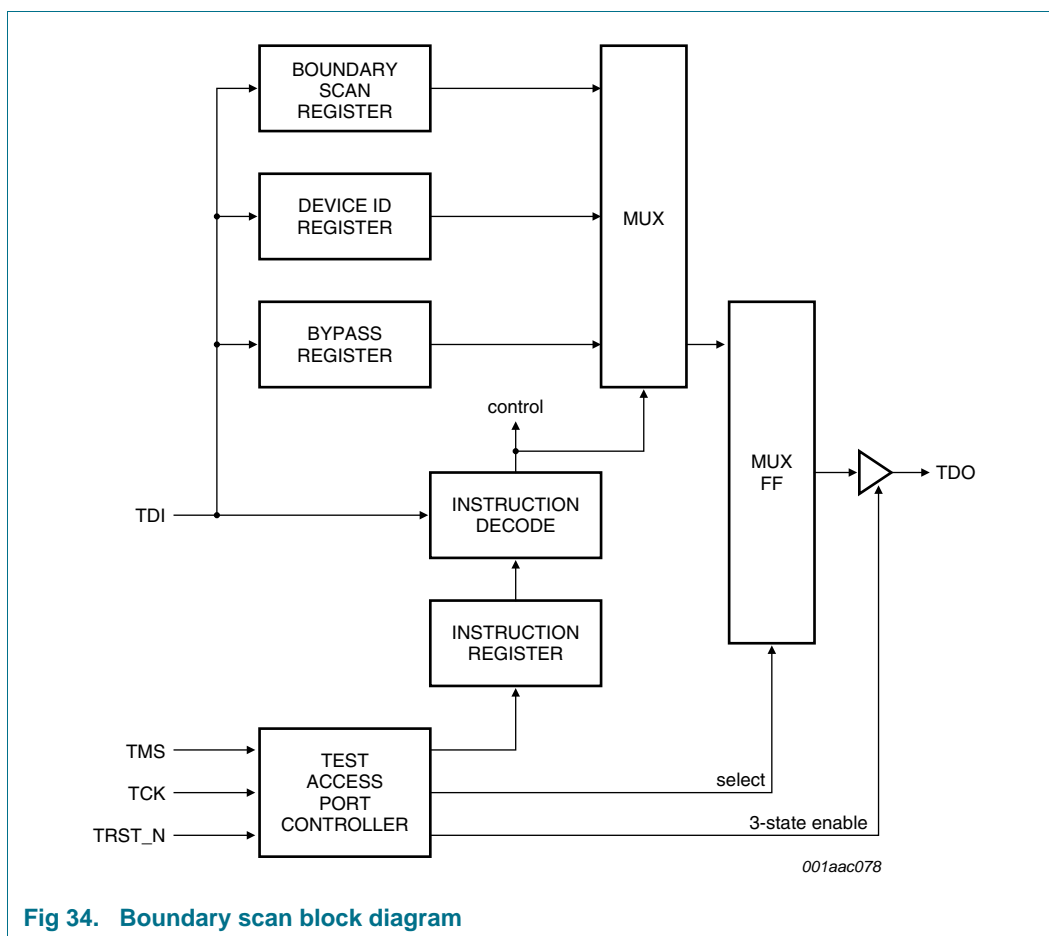 BOUNDARY
SCAN
REGISTER
DEVICE ID
REGISTER
MUX
BYPASS
REGISTER
control
MUX
FF
TDO
TDI
INSTRUCTION
DECODE
INSTRUCTION
REGISTER
TMS
TCK
TRST_N
TEST
ACCESS
PORT
CONTROLLER
select
3-state enable
001aac078
Fig 34. Boundary scan block diagram